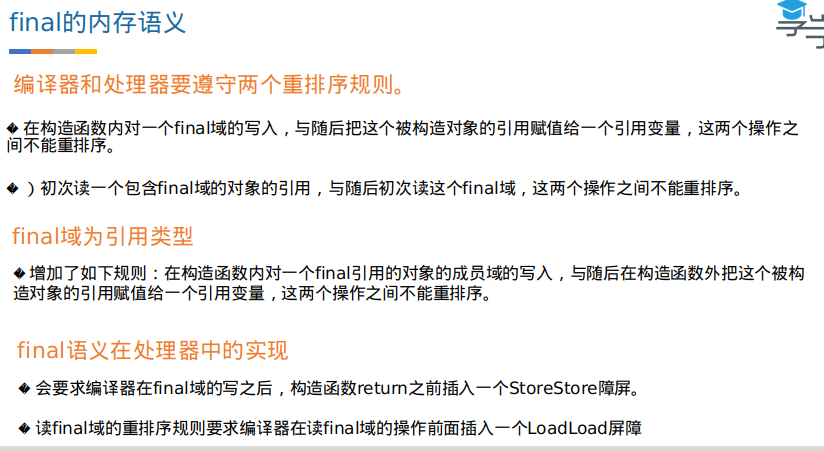 final的内存语义
编译器和处理器要遵守两个重排序规则。
� 在构造函数内对一个final域的写入，与随后把这个被构造对象的引用赋值给一个引用变量，这两个操作之
间不能重排序。
� ）初次读一个包含final域的对象的引用，与随后初次读这个final域，这两个操作之间不能重排序。
final域为引用类型
� 增加了如下规则：在构造函数内对一个final引用的对象的成员域的写入，与随后在构造函数外把这个被构
造对象的引用赋值给一个引用变量，这两个操作之间不能重排序。
final语义在处理器中的实现
� 会要求编译器在final域的写之后，构造函数return之前插入一个StoreStore障屏。
� 读final域的重排序规则要求编译器在读final域的操作前面插入一个LoadLoad屏障